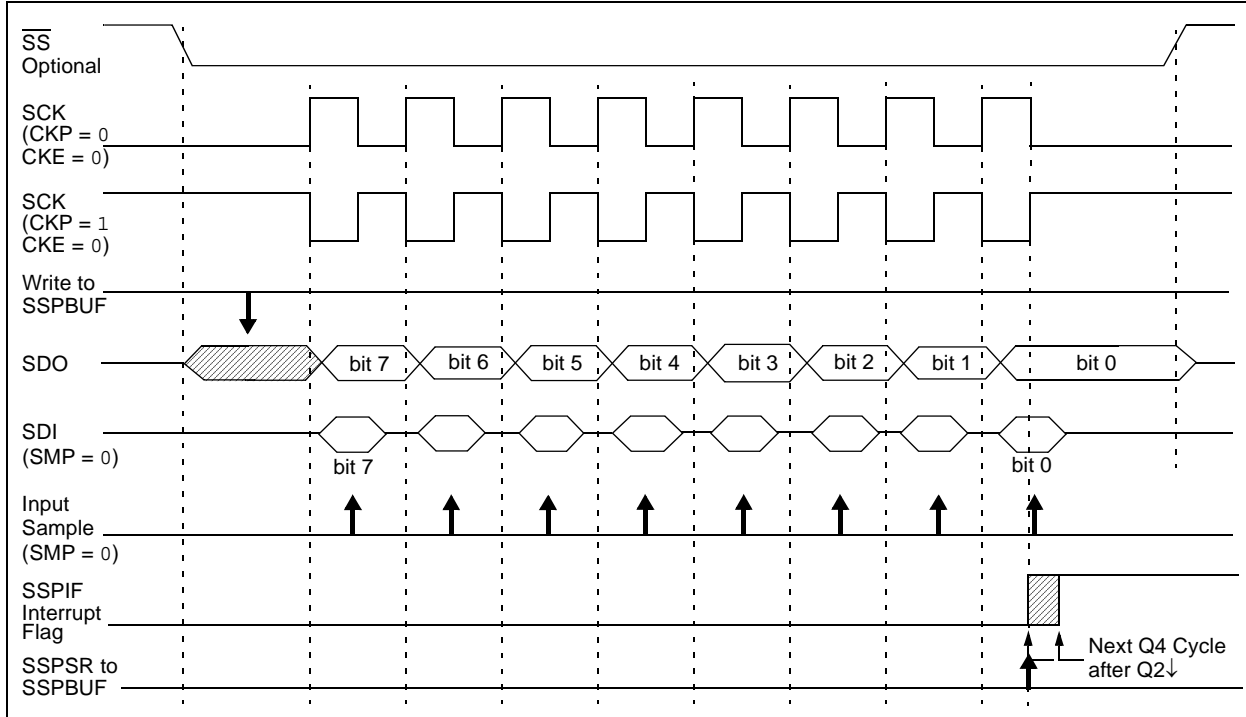 SS
Optional
SCK
(CKP = 0
CKE = 0)
SCK
(CKP = 1
CKE = 0)
Write to
SSPBUF
SDO
bit 7
bit 6
bit 5
bit 4
bit 3
bit 2
bit 1
bit 0
SDI
(SMP = 0)
bit 7
bit 0
Input
Sample
(SMP = 0)
SSPIF
Interrupt
Flag
Next Q4 Cycle
after Q2↓
SSPSR to
SSPBUF